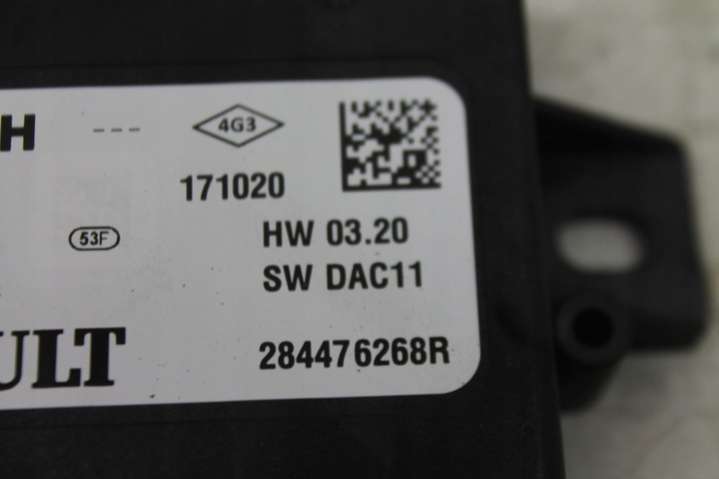 H --- 4G3
171020
53F HW 03.20
SW DAC11
ULT 284476268R